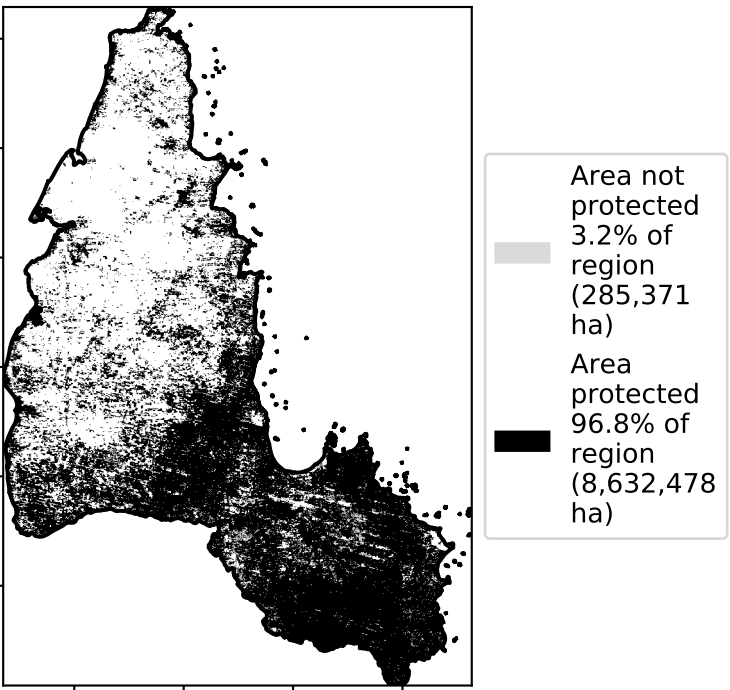 Area not
protected
3.2% of
region
(285,371
ha)
Area
protected
96.8% of
region
(8,632,478
ha)